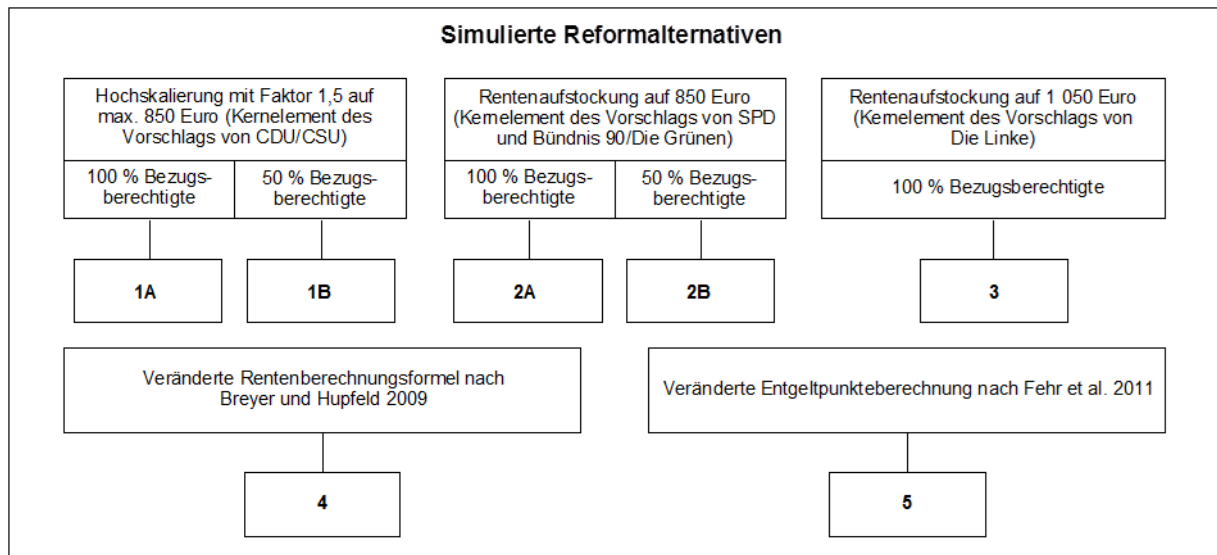 Simulierte Reformalternativen
Hochskalierung mit Faktor 1,5 auf
max. 850 Euro (Kernelement des
Vorschlags von CDU/CSU)
100 % Bezugs-
berechtigte
50 % Bezugs-
berechtigte
Rentenaufstockung auf 850 Euro
(Kernelement des Vorschlags von SPD
und Bündnis 90/Die Grünen)
100 % Bezugs-
berechtigte
50 % Bezugs-
berechtigte
Rentenaufstockung auf 1 050 Euro
(Kernelement des Vorschlags von
Die Linke)
100 % Bezugsberechtigte
1A
1B
2A
2B
3
Veränderte Rentenberechnungsformel nach
Breyer und Hupfeld 2009
Veränderte Entgeltpunkteberechnung nach Fehr et al. 2011
4
5